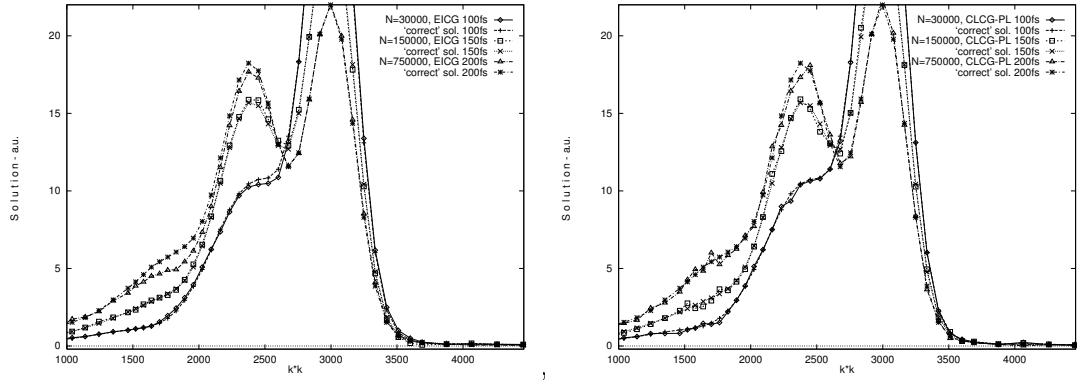 N=30000, EICG 100fs
'correct' sol. 100fs
N=150000, EICG 150fs
'correct' sol. 150fs
N=750000, EICG 200fs
'correct' sol. 200fs
20
15
10
5
0
Solution - a.u.
1000 1500 2000 2500 3000 3500 4000
k*k
,
N=30000, CLCG-PL 100fs
'correct' sol. 100fs
N=150000, CLCG-PL 150fs
'correct' sol. 150fs
N=750000, CLCG-PL 200fs
'correct' sol. 200fs
20
15
10
5
0
Solution - a.u.
1000 1500 2000 2500 3000 3500 4000
k*k